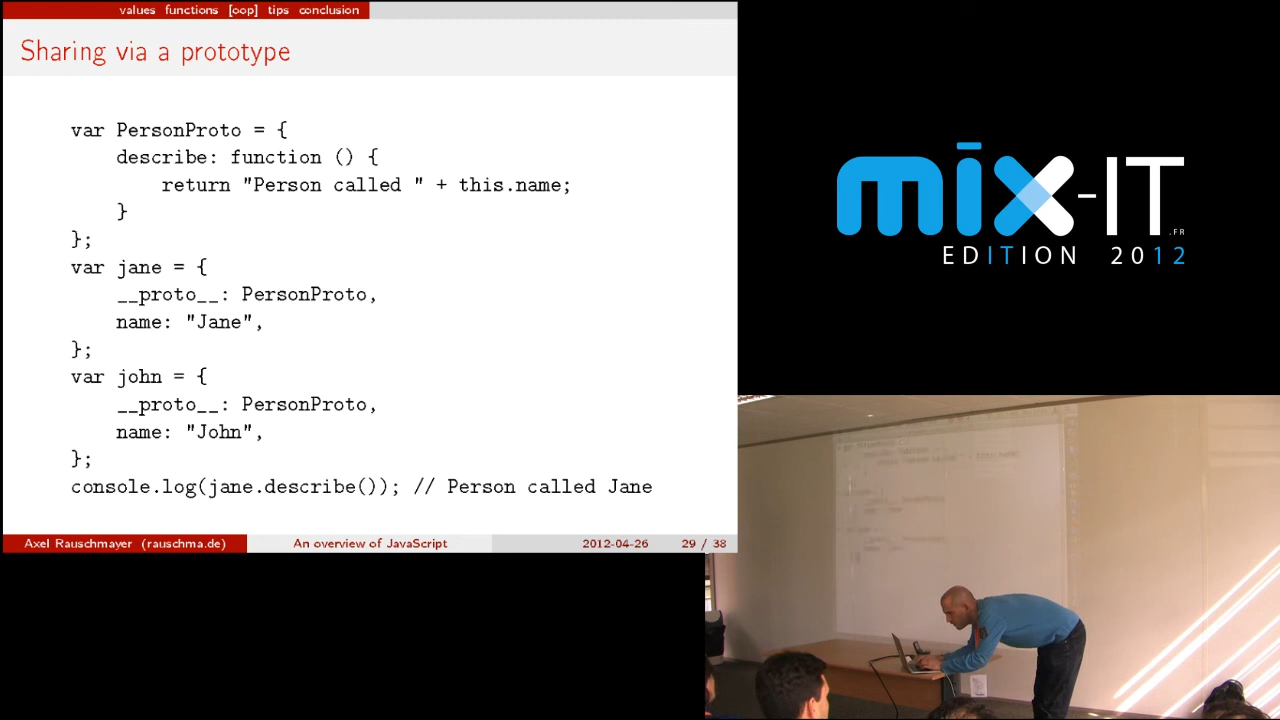 values functions [oop] tips conclusion
Sharing via a prototype
var PersonProto = {
describe: function () {
return "Person called " + this.name;
}
};
var jane = {
__proto__: PersonProto,
name: "Jane",
};
var john = {
__proto__: PersonProto,
name: "John",
};
console.log(jane.describe()); // Person called Jane
Axel Rauschmayer (rauschma.de) An overview of JavaScript 2012-04-26 29 / 38
mix-IT
.FR
EDITION 2012